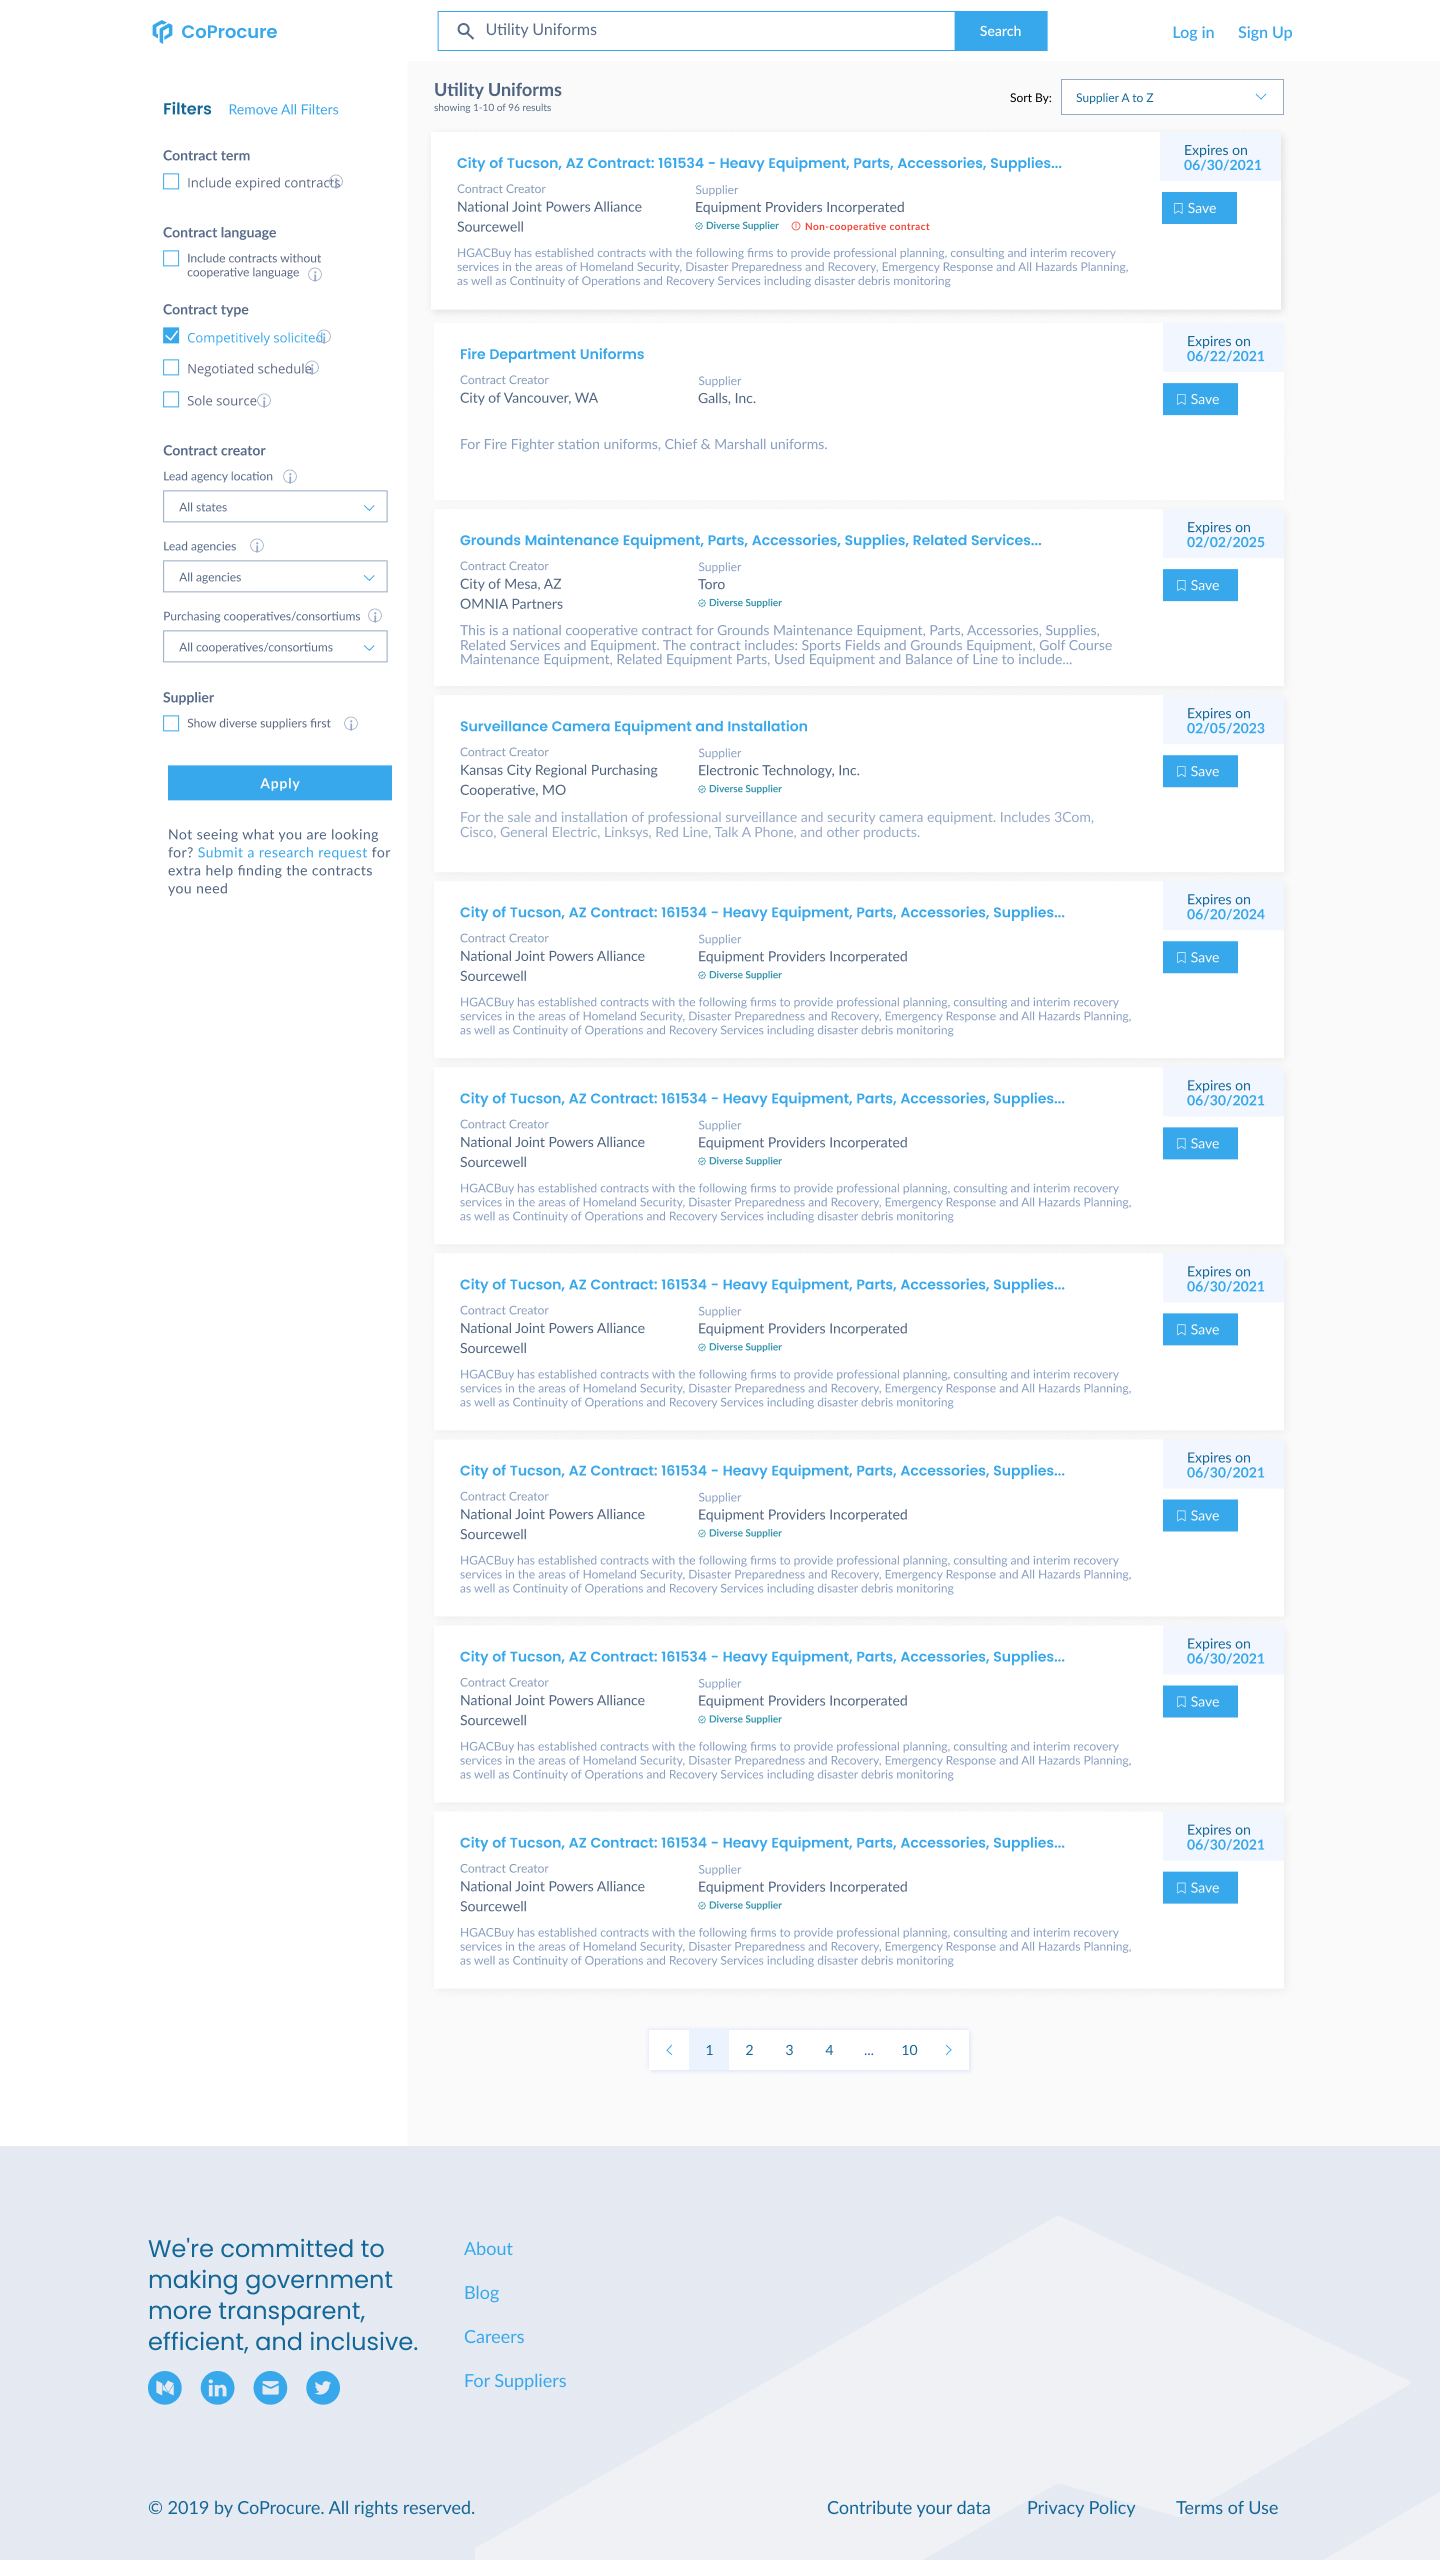 CoProcure
Utility Uniforms
Search
Log in
Sign Up
Filters
Remove All Filters
Contract term
Include expired contracts
Contract language
Include contracts without
cooperative language
Contract type
Competitively solicited
Negotiated schedule
Sole source
Contract creator
Lead agency location
All states
Lead agencies
All agencies
Purchasing cooperatives/consortiums
All cooperatives/consortiums
Supplier
Show diverse suppliers first
Apply
Not seeing what you are looking
for? Submit a research request for
extra help finding the contracts
you need
Utility Uniforms
showing 1-10 of 96 results
Sort By:
Supplier A to Z
City of Tucson, AZ Contract: 161534 - Heavy Equipment, Parts, Accessories, Supplies...
Expires on
06/30/2021
Contract Creator
Supplier
National Joint Powers Alliance
Equipment Providers Incorperated
Save
Sourcewell
Diverse Supplier
Non-cooperative contract
HGACBuy has established contracts with the following firms to provide professional planning, consulting and interim recovery
services in the areas of Homeland Security, Disaster Preparedness and Recovery, Emergency Response and All Hazards Planning,
as well as Continuity of Operations and Recovery Services including disaster debris monitoring
Fire Department Uniforms
Expires on
06/22/2021
Contract Creator
Supplier
City of Vancouver, WA
Galls, Inc.
Save
For Fire Fighter station uniforms, Chief & Marshall uniforms.
Grounds Maintenance Equipment, Parts, Accessories, Supplies, Related Services...
Expires on
02/02/2025
Contract Creator
Supplier
City of Mesa, AZ
Toro
Save
OMNIA Partners
Diverse Supplier
This is a national cooperative contract for Grounds Maintenance Equipment, Parts, Accessories, Supplies,
Related Services and Equipment. The contract includes: Sports Fields and Grounds Equipment, Golf Course
Maintenance Equipment, Related Equipment Parts, Used Equipment and Balance of Line to include...
Surveillance Camera Equipment and Installation
Expires on
02/05/2023
Contract Creator
Supplier
Kansas City Regional Purchasing
Electronic Technology, Inc.
Save
Cooperative, MO
Diverse Supplier
For the sale and installation of professional surveillance and security camera equipment. Includes 3Com,
Cisco, General Electric, Linksys, Red Line, Talk A Phone, and other products.
City of Tucson, AZ Contract: 161534 - Heavy Equipment, Parts, Accessories, Supplies...
Expires on
06/20/2024
Contract Creator
Supplier
National Joint Powers Alliance
Equipment Providers Incorperated
Save
Sourcewell
Diverse Supplier
HGACBuy has established contracts with the following firms to provide professional planning, consulting and interim recovery
services in the areas of Homeland Security, Disaster Preparedness and Recovery, Emergency Response and All Hazards Planning,
as well as Continuity of Operations and Recovery Services including disaster debris monitoring
City of Tucson, AZ Contract: 161534 - Heavy Equipment, Parts, Accessories, Supplies...
Expires on
06/30/2021
Contract Creator
Supplier
National Joint Powers Alliance
Equipment Providers Incorperated
Save
Sourcewell
Diverse Supplier
HGACBuy has established contracts with the following firms to provide professional planning, consulting and interim recovery
services in the areas of Homeland Security, Disaster Preparedness and Recovery, Emergency Response and All Hazards Planning,
as well as Continuity of Operations and Recovery Services including disaster debris monitoring
City of Tucson, AZ Contract: 161534 - Heavy Equipment, Parts, Accessories, Supplies...
Expires on
06/30/2021
Contract Creator
Supplier
National Joint Powers Alliance
Equipment Providers Incorperated
Save
Sourcewell
Diverse Supplier
HGACBuy has established contracts with the following firms to provide professional planning, consulting and interim recovery
services in the areas of Homeland Security, Disaster Preparedness and Recovery, Emergency Response and All Hazards Planning,
as well as Continuity of Operations and Recovery Services including disaster debris monitoring
City of Tucson, AZ Contract: 161534 - Heavy Equipment, Parts, Accessories, Supplies...
Expires on
06/30/2021
Contract Creator
Supplier
National Joint Powers Alliance
Equipment Providers Incorperated
Save
Sourcewell
Diverse Supplier
HGACBuy has established contracts with the following firms to provide professional planning, consulting and interim recovery
services in the areas of Homeland Security, Disaster Preparedness and Recovery, Emergency Response and All Hazards Planning,
as well as Continuity of Operations and Recovery Services including disaster debris monitoring
City of Tucson, AZ Contract: 161534 - Heavy Equipment, Parts, Accessories, Supplies...
Expires on
06/30/2021
Contract Creator
Supplier
National Joint Powers Alliance
Equipment Providers Incorperated
Save
Sourcewell
Diverse Supplier
HGACBuy has established contracts with the following firms to provide professional planning, consulting and interim recovery
services in the areas of Homeland Security, Disaster Preparedness and Recovery, Emergency Response and All Hazards Planning,
as well as Continuity of Operations and Recovery Services including disaster debris monitoring
City of Tucson, AZ Contract: 161534 - Heavy Equipment, Parts, Accessories, Supplies...
Expires on
06/30/2021
Contract Creator
Supplier
National Joint Powers Alliance
Equipment Providers Incorperated
Save
Sourcewell
Diverse Supplier
HGACBuy has established contracts with the following firms to provide professional planning, consulting and interim recovery
services in the areas of Homeland Security, Disaster Preparedness and Recovery, Emergency Response and All Hazards Planning,
as well as Continuity of Operations and Recovery Services including disaster debris monitoring
1 2 3 4 ... 10
We're committed to
making government
more transparent,
efficient, and inclusive.
About
Blog
Careers
For Suppliers
© 2019 by CoProcure. All rights reserved.
Contribute your data
Privacy Policy
Terms of Use